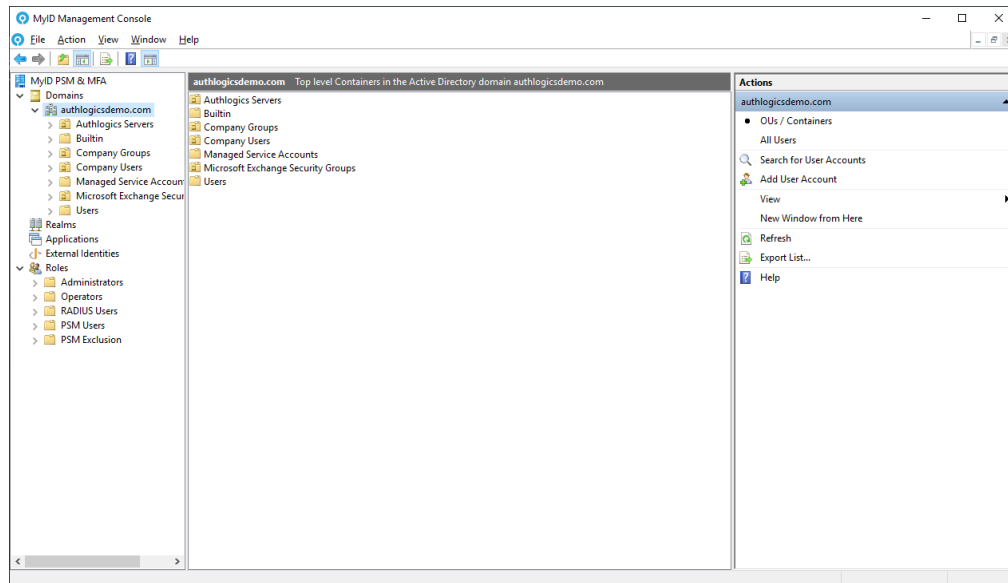 MyID Management Console
File Action View Window Help
MyID PSM & MFA
Domains
authlogicsdemo.com
Authlogics Servers
Builtin
Company Groups
Company Users
Managed Service Accoun
Microsoft Exchange Secur
Users
Realms
Applications
External Identities
Roles
Administrators
Operators
RADIUS Users
PSM Users
PSM Exclusion
authlogicsdemo.com Top level Containers in the Active Directory domain authlogicsdemo.com
Authlogics Servers
Builtin
Company Groups
Company Users
Managed Service Accounts
Microsoft Exchange Security Groups
Users
Actions
authlogicsdemo.com
OUs / Containers
All Users
Search for User Accounts
Add User Account
View
New Window from Here
Refresh
Export List...
Help